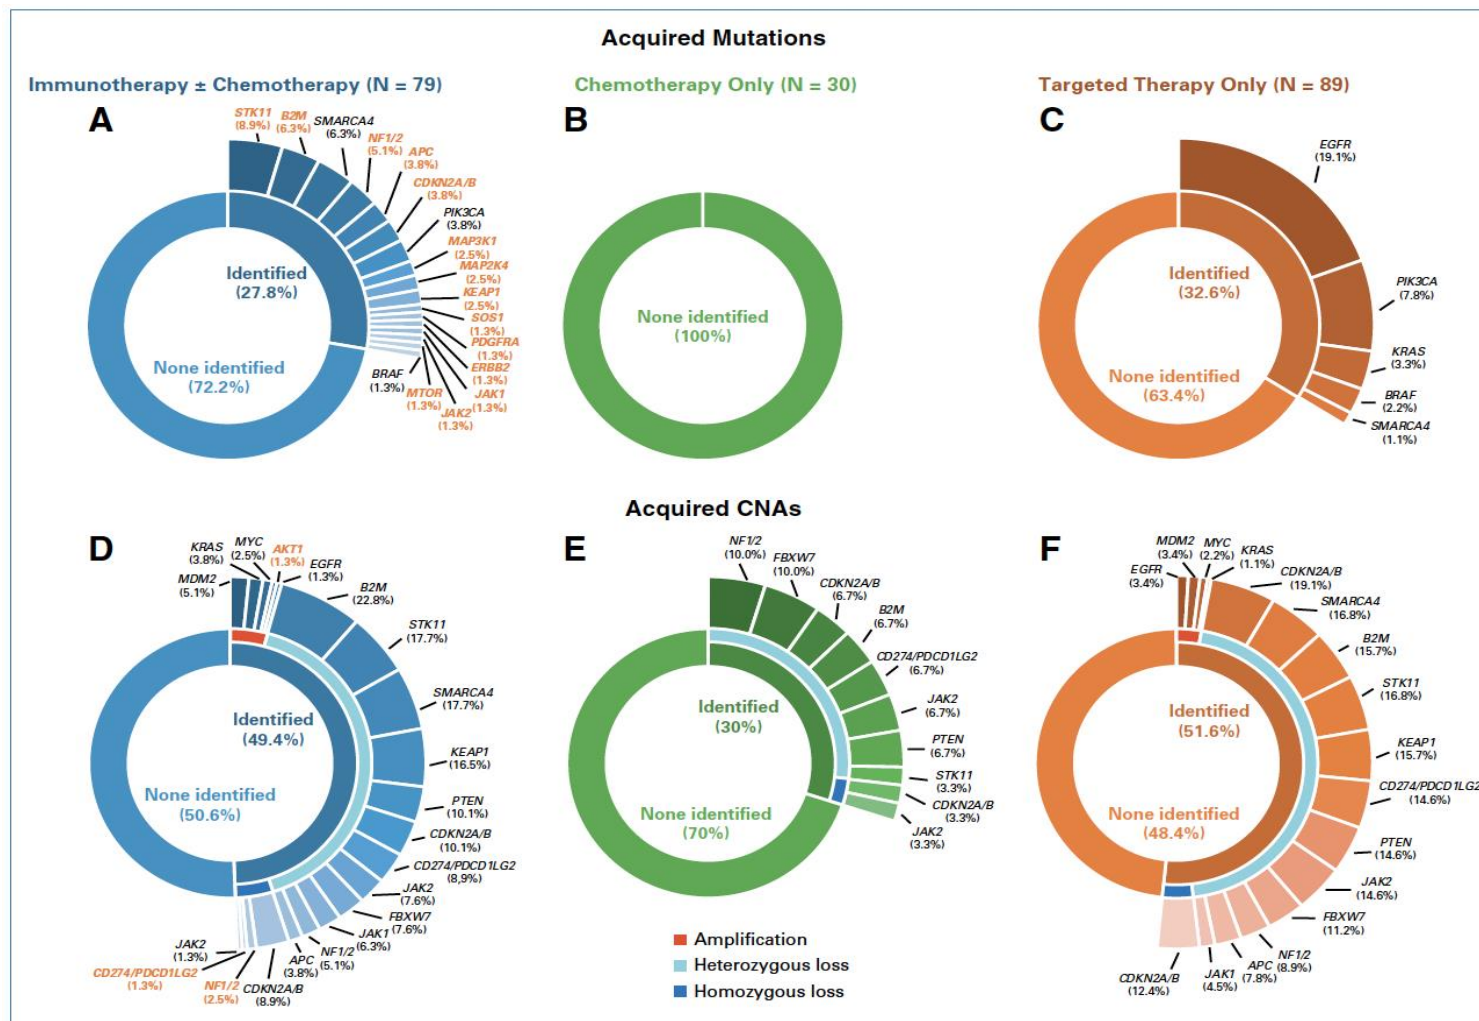 Acquired Mutations
Immunotherapy ± Chemotherapy (N = 79)
Chemotherapy Only (N = 30)
Targeted Therapy Only (N = 89)
A
STK11
(8.9%)
B2M
(6.3%)
SMARCA4
(6.3%)
NF1/2
(5.1%)
APC
(3.8%)
CDKN2A/B
(3.8%)
PIK3CA
(3.8%)
MAP3K1
(2.5%)
MAP2K4
(2.5%)
KEAP1
(2.5%)
SOS1
(1.3%)
PDGFRA
(1.3%)
ERBB2
(1.3%)
JAK1
(1.3%)
JAK2
(1.3%)
MTOR
(1.3%)
BRAF
(1.3%)
Identified
(27.8%)
None identified
(72.2%)
B
None identified
(100%)
C
EGFR
(19.1%)
PIK3CA
(7.8%)
KRAS
(3.3%)
BRAF
(2.2%)
SMARCA4
(1.1%)
Identified
(32.6%)
None identified
(63.4%)
Acquired CNAs
D
MDM2
(5.1%)
KRAS
(3.8%)
MYC
(2.5%)
AKT1
(1.3%)
EGFR
(1.3%)
B2M
(22.8%)
STK11
(17.7%)
SMARCA4
(17.7%)
KEAP1
(16.5%)
PTEN
(10.1%)
CDKN2A/B
(10.1%)
CD274/PDCD1LG2
(8,9%)
JAK2
(7.6%)
FBXW7
(7.6%)
JAK1
(6.3%)
NF1/2
(5.1%)
APC
(3.8%)
CDKN2A/B
(8.9%)
NF1/2
(2.5%)
CD274/PDCD1LG2
(1.3%)
JAK2
(1.3%)
Identified
(49.4%)
None identified
(50.6%)
E
NF1/2
(10.0%)
FBXW7
(10.0%)
CDKN2A/B
(6.7%)
B2M
(6.7%)
CD274/PDCD1LG2
(6.7%)
JAK2
(6.7%)
PTEN
(6.7%)
STK11
(3.3%)
CDKN2A/B
(3.3%)
JAK2
(3.3%)
Identified
(30%)
None identified
(70%)
Amplification
Heterozygous loss
Homozygous loss
F
EGFR
(3.4%)
MDM2
(3.4%)
MYC
(2.2%)
KRAS
(1.1%)
CDKN2A/B
(19.1%)
SMARCA4
(16.8%)
B2M
(15.7%)
STK11
(16.8%)
KEAP1
(15.7%)
CD274/PDCD1LG2
(14.6%)
PTEN
(14.6%)
JAK2
(14.6%)
FBXW7
(11.2%)
NF1/2
(8.9%)
APC
(7.8%)
JAK1
(4.5%)
CDKN2A/B
(12.4%)
Identified
(51.6%)
None identified
(48.4%)